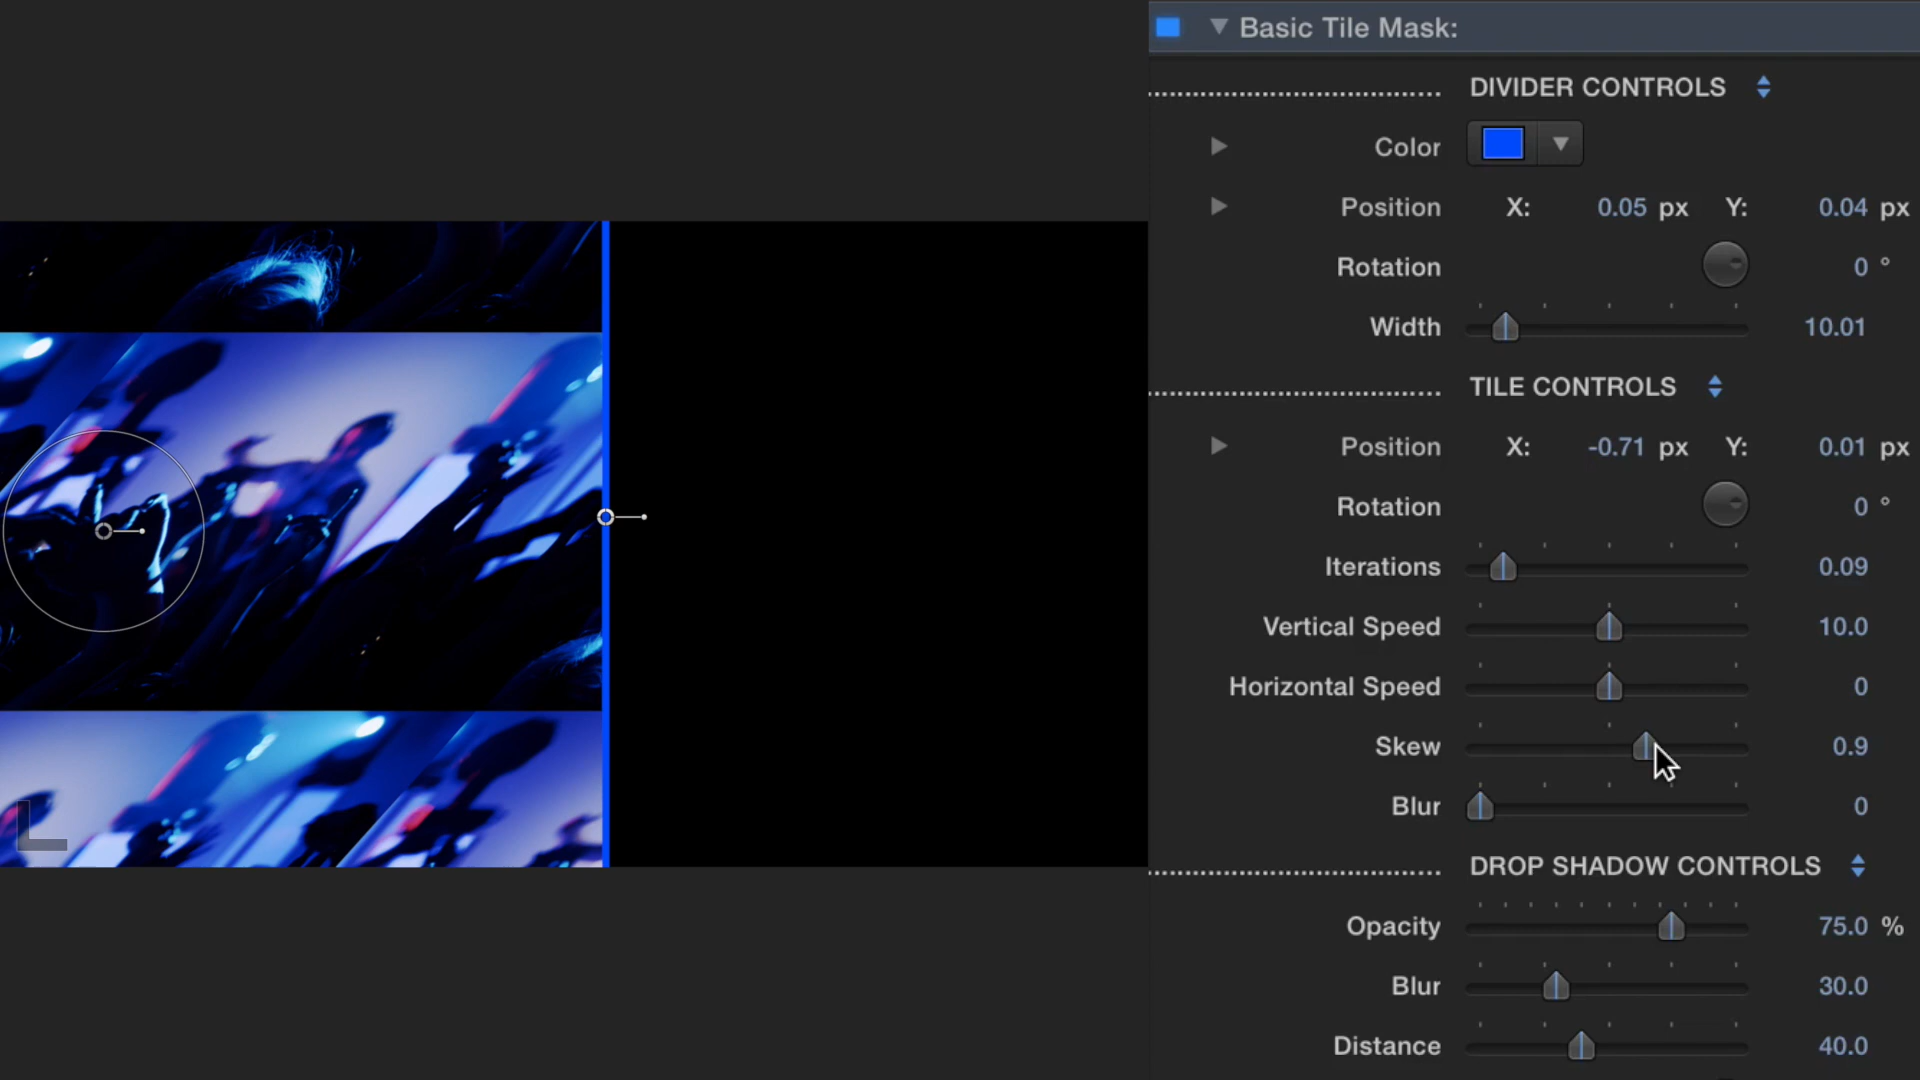 Basic Tile Mask:
DIVIDER CONTROLS
Color
Position X: 0.05 px Y: 0.04 px
Rotation 0 °
Width 10.01
TILE CONTROLS
Position X: -0.71 px Y: 0.01 px
Rotation 0 °
Iterations 0.09
Vertical Speed 10.0
Horizontal Speed 0
Skew 0.9
Blur 0
DROP SHADOW CONTROLS
Opacity 75.0 %
Blur 30.0
Distance 40.0